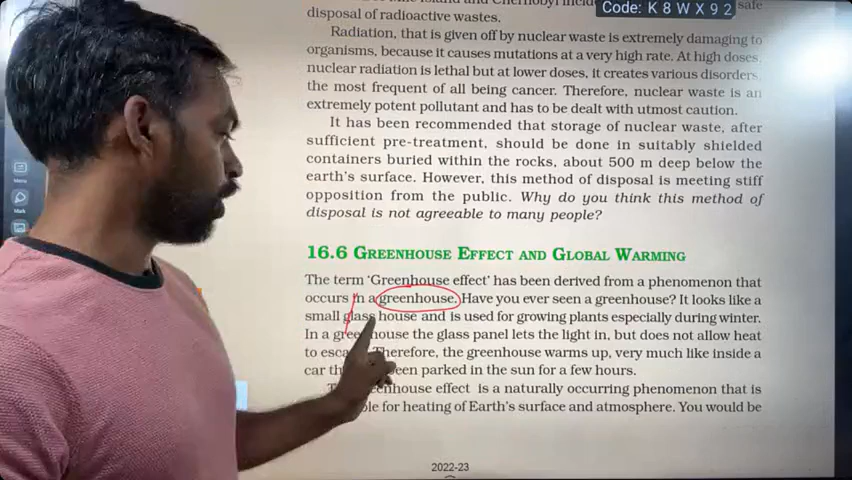 Code: K8WX92
safe
disposal of radioactive wastes.
Radiation, that is given off by nuclear waste is extremely damaging to
organisms, because it causes mutations at a very high rate. At high doses,
nuclear radiation is lethal but at lower doses, it creates various disorders,
the most frequent of all being cancer. Therefore, nuclear waste is an
extremely potent pollutant and has to be dealt with utmost caution.
It has been recommended that storage of nuclear waste, after
sufficient pre-treatment, should be done in suitably shielded
containers buried within the rocks, about 500 m deep below the
earth's surface. However, this method of disposal is meeting stiff
opposition from the public. Why do you think this method of
disposal is not agreeable to many people?
16.6 GREENHOUSE EFFECT AND GLOBAL WARMING
The term 'Greenhouse effect' has been derived from a phenomenon that
occurs in a greenhouse. Have you ever seen a greenhouse? It looks like a
small glass house and is used for growing plants especially during winter.
In a greenhouse the glass panel lets the light in, but does not allow heat
to Therefore, the greenhouse warms up, very much like inside a
car been parked in the sun for a few hours.
effect is a naturally occurring phenomenon that is
for heating of Earth's surface and atmosphere. You would be
2022-23
Menu
Mark